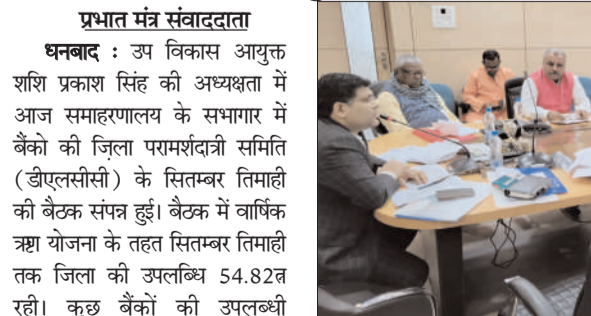 प्रभात मंत्र संवाददाता
धनबाद : उप विकास आयुक्त
शशि प्रकाश सिंह की अध्यक्षता में
आज समाहरणालय के सभागार में
बैंको की ज़िला परामर्शदात्री समिति
(डीएलसीसी) के सितम्बर तिमाही
की बैठक संपन्न हुई। बैठक में वार्षिक
ऋण योजना के तहत सितम्बर तिमाही
तक जिला की उपलब्धि 54.82त्न
रही। कुछ बैंकों की उपलब्धी